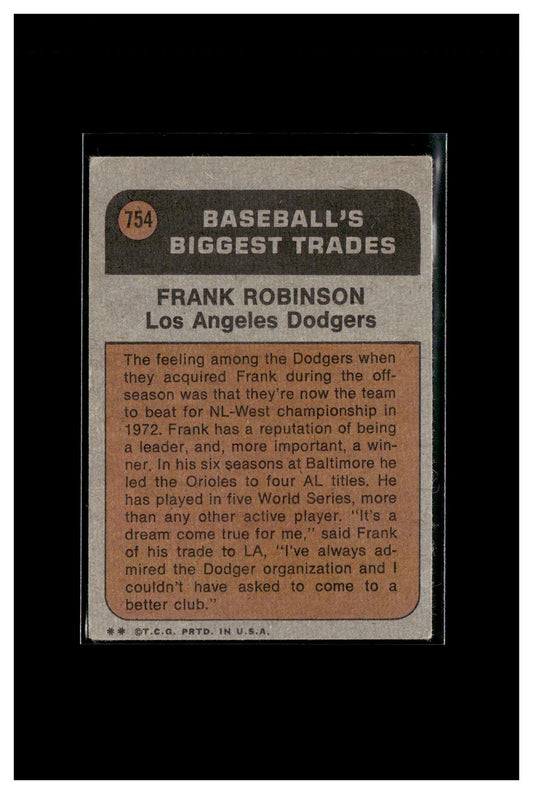 754
BASEBALL'S
BIGGEST TRADES
FRANK ROBINSON
Los Angeles Dodgers
The feeling among the Dodgers when
they acquired Frank during the off-
season was that they're now the team
to beat for NL-West championship in
1972. Frank has a reputation of being
a leader, and, more important, a win-
ner. In his six seasons at Baltimore he
led the Orioles to four AL titles. He
has played in five World Series, more
than any other active player. "It's a
dream come true for me," said Frank
of his trade to LA, "I've always ad-
mired the Dodger organization and I
couldn't have asked to come to a
better club."
** ©T.C.G. PRTD. IN U.S.A.